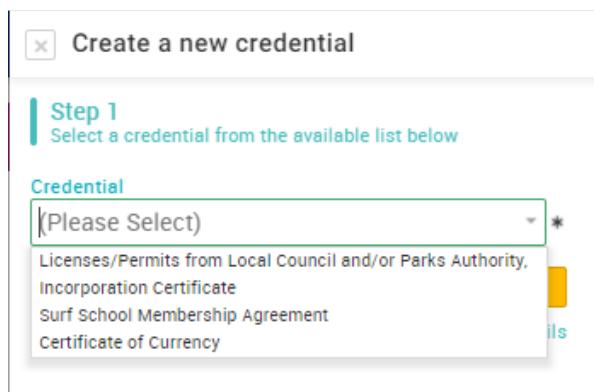 Create a new credential
Step 1
Select a credential from the available list below
Credential
(Please Select)
*
Licenses/Permits from Local Council and/or Parks Authority,
Incorporation Certificate
Surf School Membership Agreement
Certificate of Currency